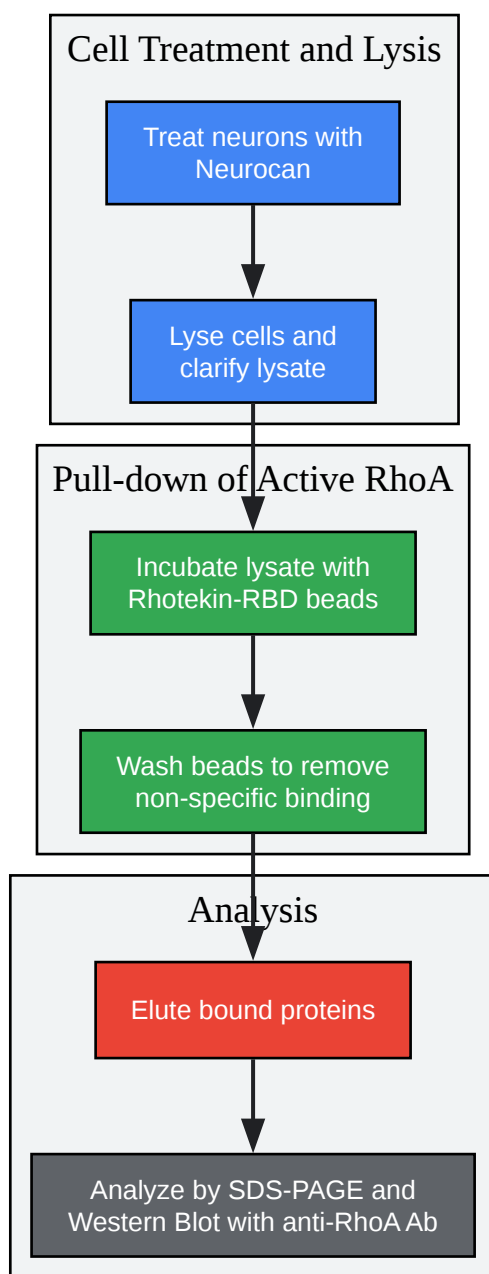 Cell Treatment and Lysis
Treat neurons with
Neurocan
Lyse cells and
clarify lysate
Pull-down of Active RhoA
Incubate lysate with
Rhotekin-RBD beads
Wash beads to remove
non-specific binding
Analysis
Elute bound proteins
Analyze by SDS-PAGE and
Western Blot with anti-RhoA Ab